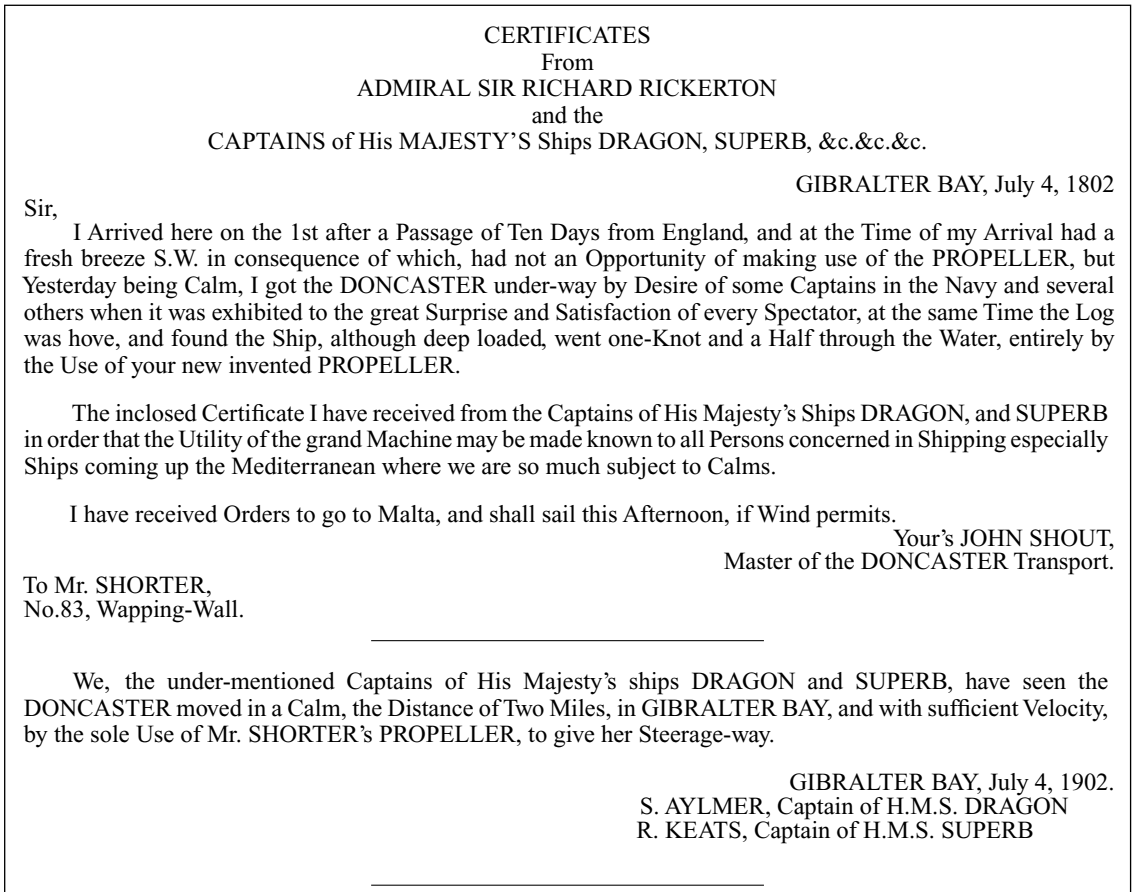 CERTIFICATES
From
ADMIRAL SIR RICHARD RICKERTON
and the
CAPTAINS of His MAJESTY’S Ships DRAGON, SUPERB, &c.&c.&c.
GIBRALTER BAY, July 4, 1802
Sir,
I Arrived here on the 1st after a Passage of Ten Days from England, and at the Time of my Arrival had a
fresh breeze S.W. in consequence of which, had not an Opportunity of making use of the PROPELLER, but
Yesterday being Calm, I got the DONCASTER under-way by Desire of some Captains in the Navy and several
others when it was exhibited to the great Surprise and Satisfaction of every Spectator, at the same Time the Log
was hove, and found the Ship, although deep loaded, went one-Knot and a Half through the Water, entirely by
the Use of your new invented PROPELLER.
The inclosed Certificate I have received from the Captains of His Majesty’s Ships DRAGON, and SUPERB
in order that the Utility of the grand Machine may be made known to all Persons concerned in Shipping especially
Ships coming up the Mediterranean where we are so much subject to Calms.
I have received Orders to go to Malta, and shall sail this Afternoon, if Wind permits.
Your’s JOHN SHOUT,
Master of the DONCASTER Transport.
To Mr. SHORTER,
No.83, Wapping-Wall.
We, the under-mentioned Captains of His Majesty’s ships DRAGON and SUPERB, have seen the
DONCASTER moved in a Calm, the Distance of Two Miles, in GIBRALTER BAY, and with sufficient Velocity,
by the sole Use of Mr. SHORTER’s PROPELLER, to give her Steerage-way.
GIBRALTER BAY, July 4, 1902.
S. AYLMER, Captain of H.M.S. DRAGON
R. KEATS, Captain of H.M.S. SUPERB